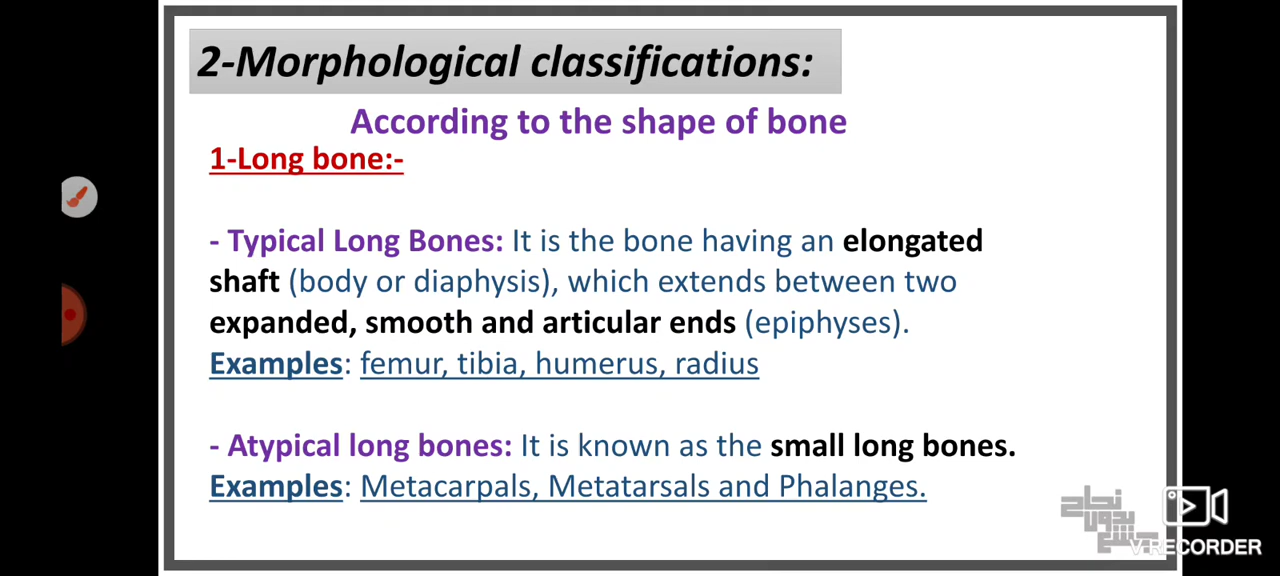 2-Morphological classifications:
According to the shape of bone
1-Long bone:-
- Typical Long Bones: It is the bone having an elongated
shaft (body or diaphysis), which extends between two
expanded, smooth and articular ends (epiphyses).
Examples: femur, tibia, humerus, radius
- Atypical long bones: It is known as the small long bones.
Examples: Metacarpals, Metatarsals and Phalanges.
نجاح
بدون
V RECORDER